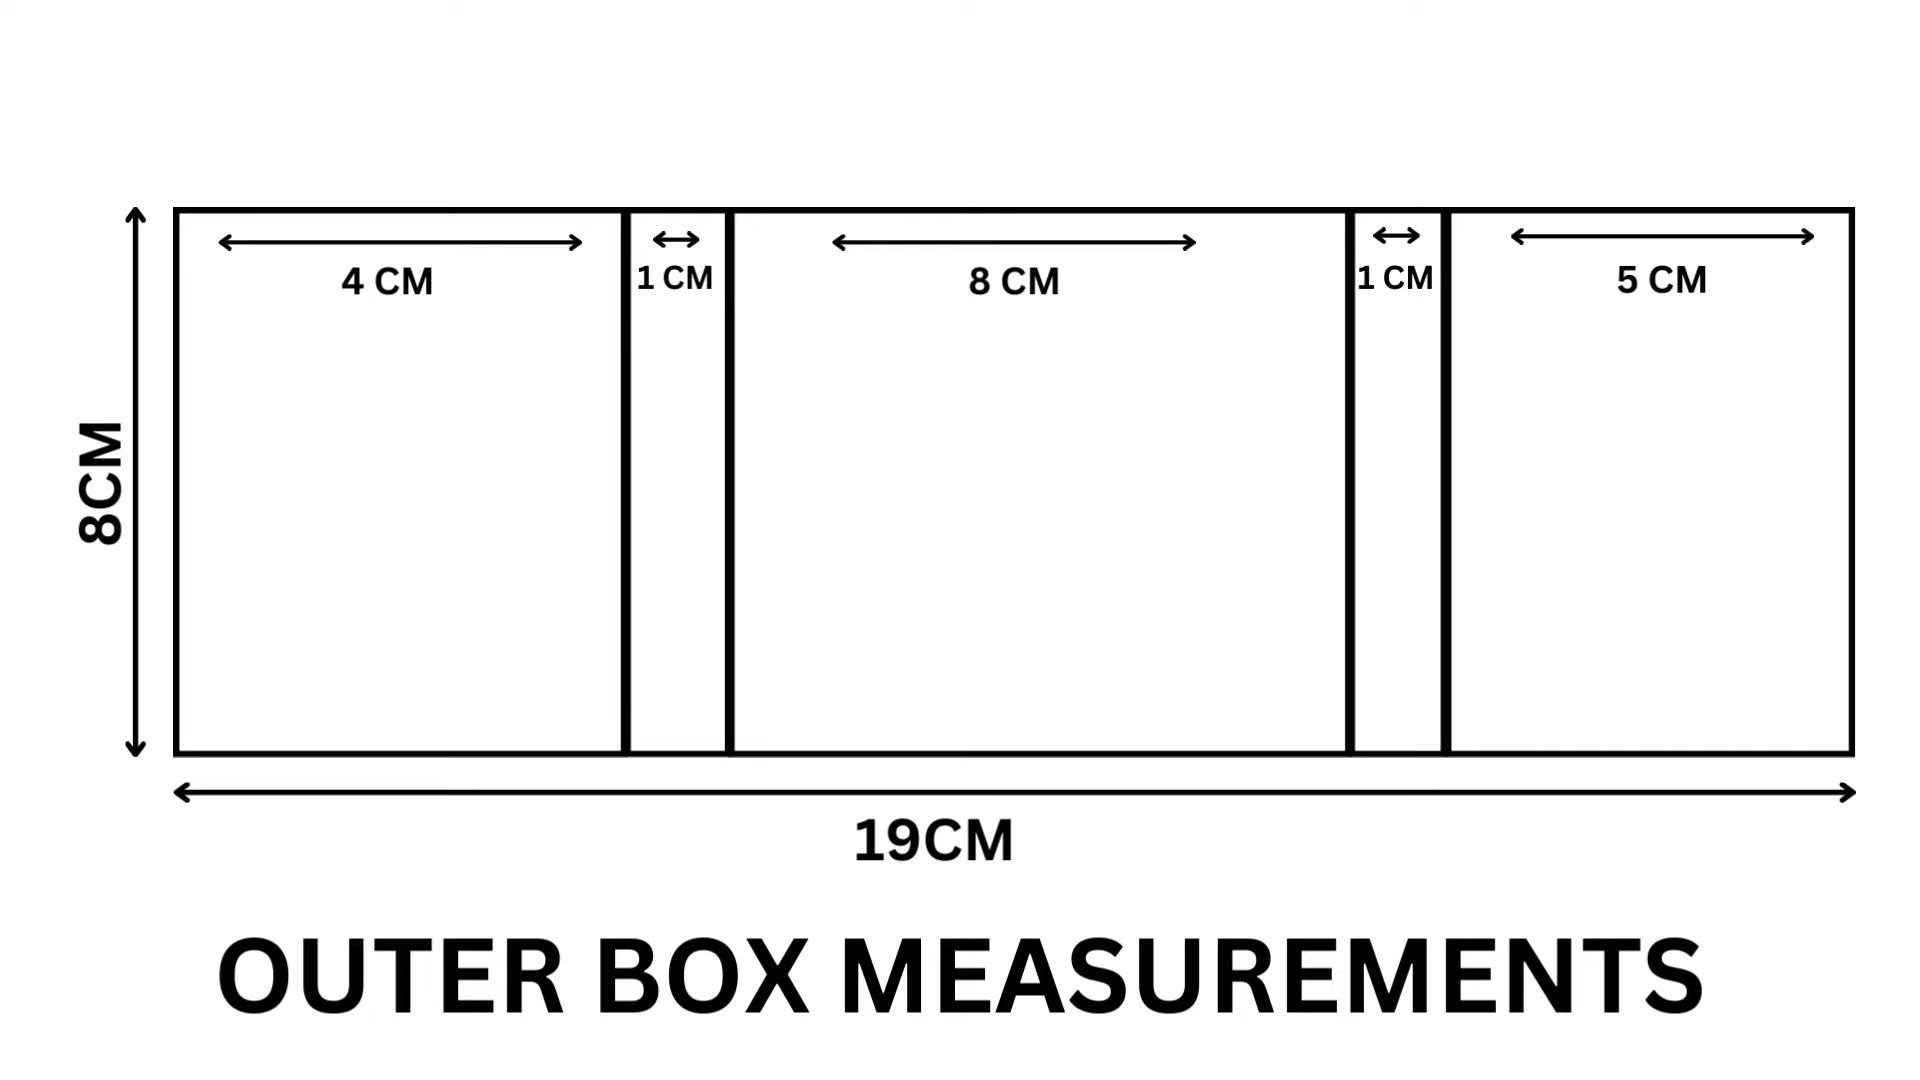 4 CM
1 CM
8 CM
1 CM
5 CM
8CM
19CM
OUTER BOX MEASUREMENTS